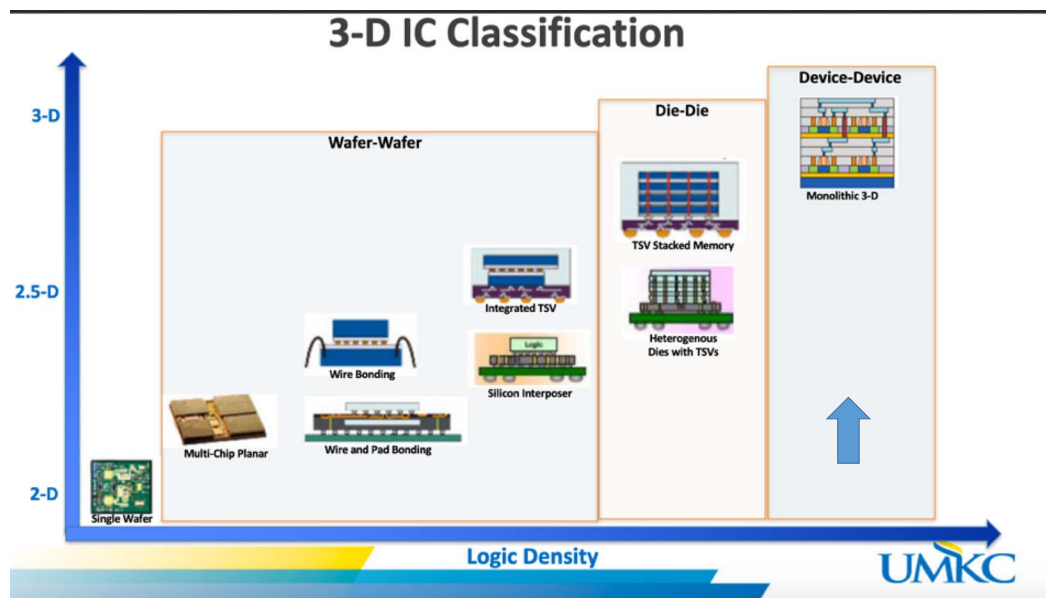 3-D IC Classification
3-D
2.5-D
2-D
Wafer-Wafer
Die-Die
Device-Device
Monolithic 3-D
TSV Stacked Memory
Integrated TSV
Heterogenous
Dies with TSVs
Wire Bonding
Logic
Silicon Interposer
Multi-Chip Planar
Wire and Pad Bonding
Single Wafer
Logic Density
UMKC